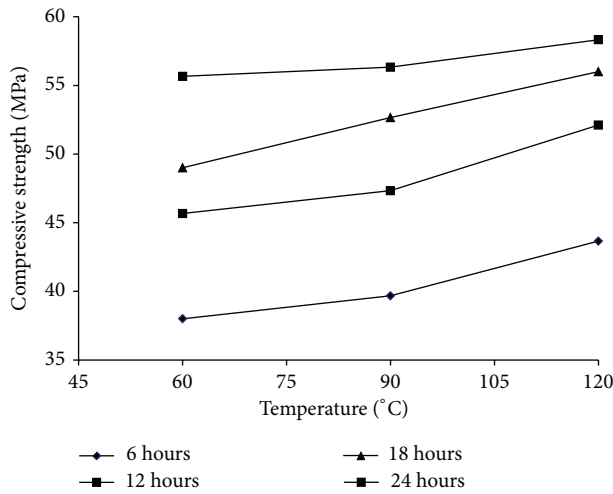 60
55
50
45
40
35
Compressive strength (MPa)
45 60 75 90 105 120
Temperature (˚C)
6 hours
12 hours
18 hours
24 hours